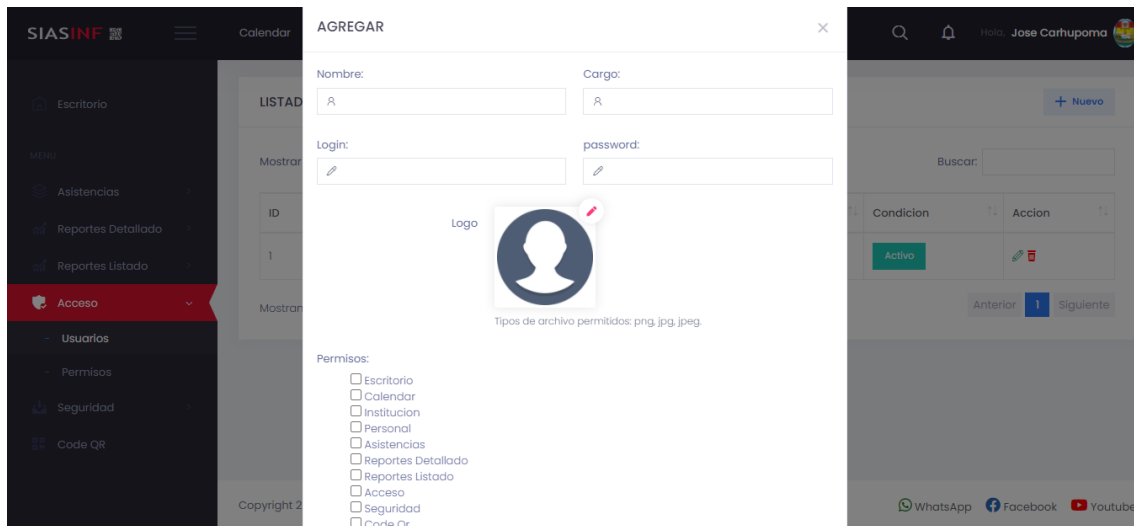 SIASINF
Calendar
AGREGAR
Hola, Jose Carhupoma
Escritorio
MENU
Asistencias
Reportes Detallado
Reportes Listado
Acceso
- Usuarios
- Permisos
Seguridad
Code QR
LISTAD
+ Nuevo
Mostrar
Buscar:
ID
Condicion
Accion
1
Activo
Mostran
Anterior 1 Siguiente
Nombre:
Cargo:
Login:
password:
Logo
Tipos de archivo permitidos: png, jpg, jpeg.
Permisos:
Escritorio
Calendar
Institucion
Personal
Asistencias
Reportes Detallado
Reportes Listado
Acceso
Seguridad
Code Qr
Copyright 2
WhatsApp Facebook Youtube